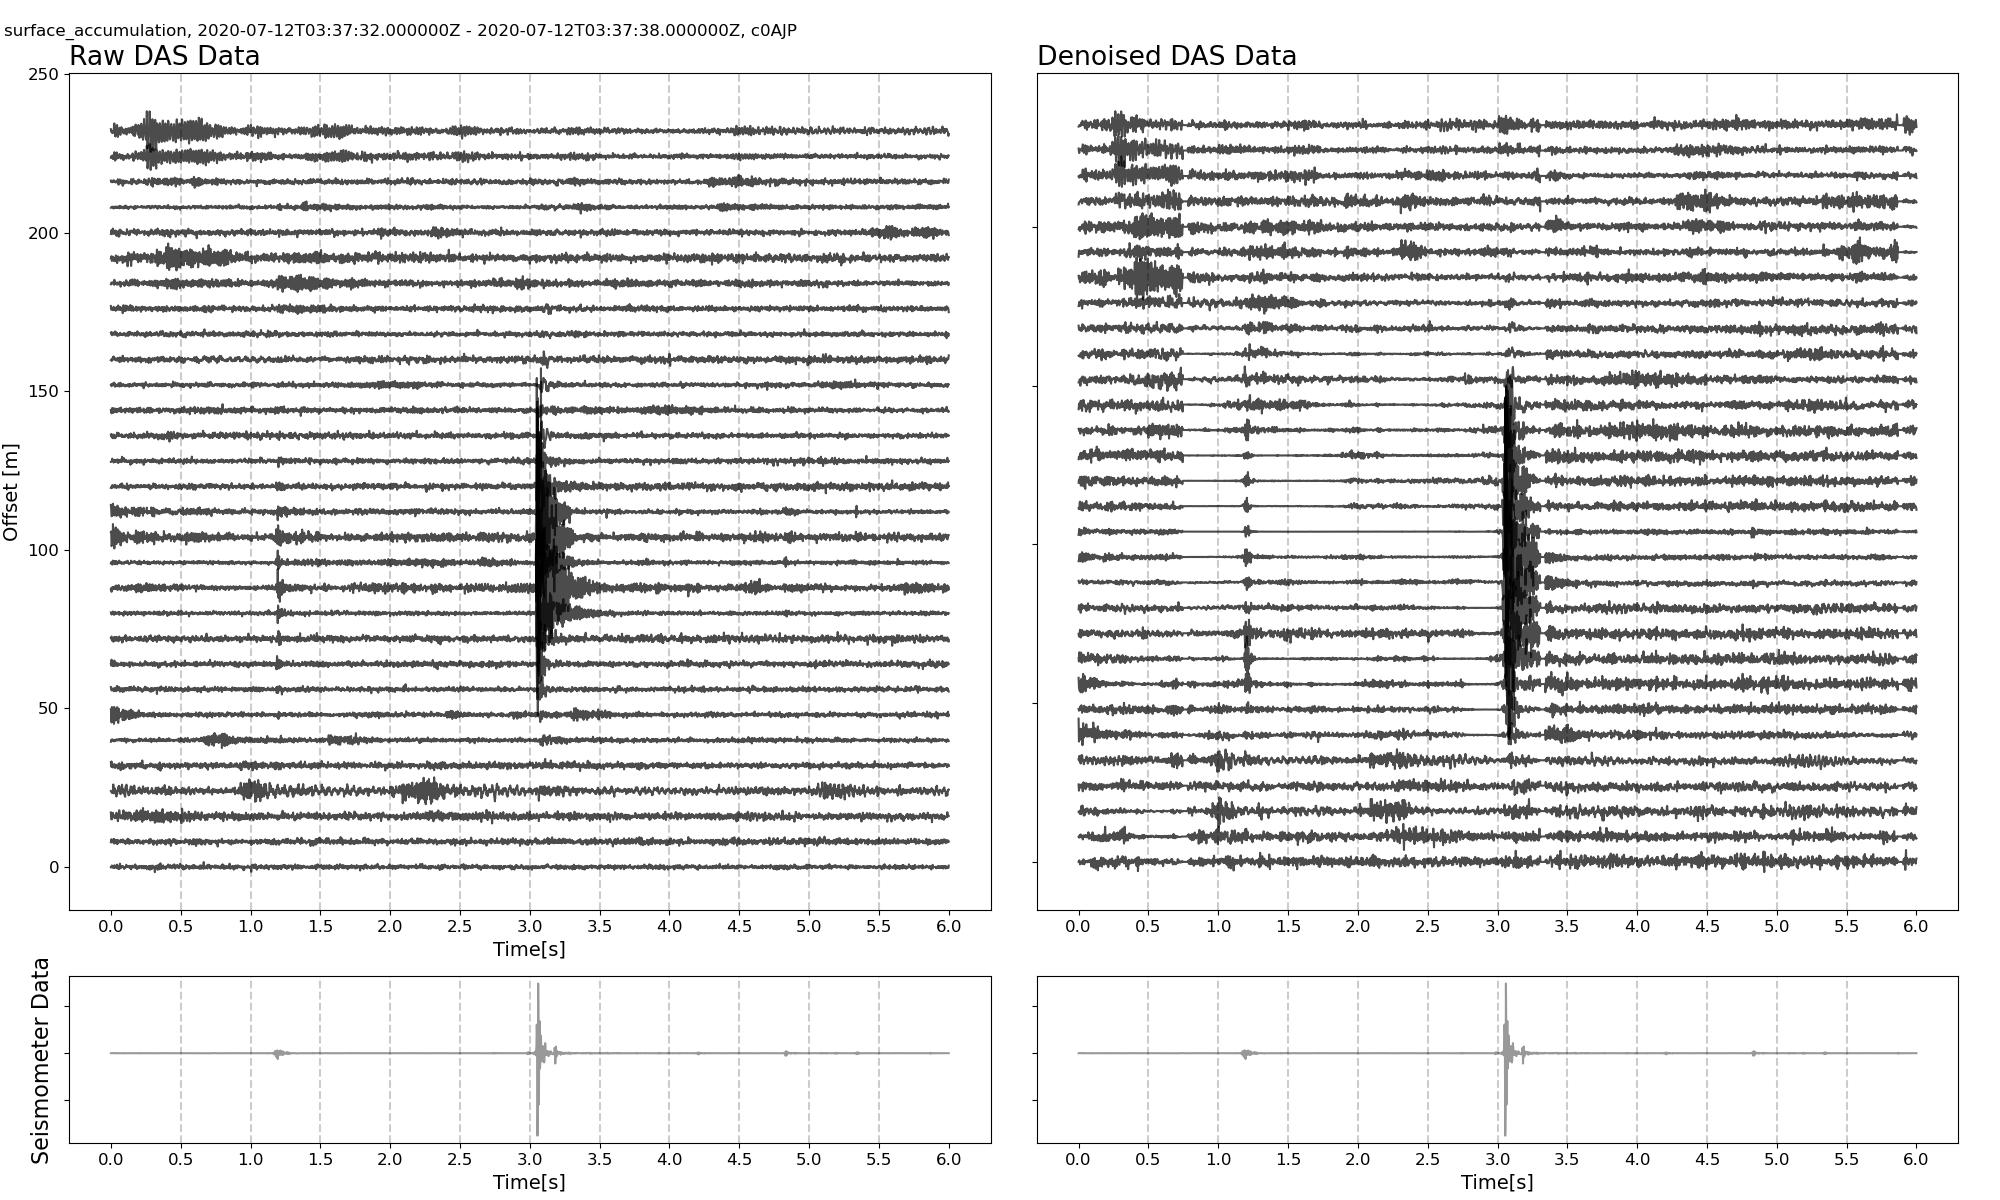 surface_accumulation, 2020-07-12T03:37:32.000000Z - 2020-07-12T03:37:38.000000Z, c0AJP
Raw DAS Data
Denoised DAS Data
250
200
150
100
50
0
Offset [m]
0.0 0.5 1.0 1.5 2.0 2.5 3.0 3.5 4.0 4.5 5.0 5.5 6.0
Time[s]
0.0 0.5 1.0 1.5 2.0 2.5 3.0 3.5 4.0 4.5 5.0 5.5 6.0
Seismometer Data
0.0 0.5 1.0 1.5 2.0 2.5 3.0 3.5 4.0 4.5 5.0 5.5 6.0
Time[s]
0.0 0.5 1.0 1.5 2.0 2.5 3.0 3.5 4.0 4.5 5.0 5.5 6.0
Time[s]